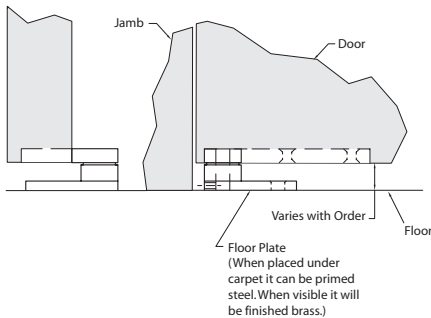 Jamb
Door
Varies with Order
Floor
Floor Plate
(When placed under
carpet it can be primed
steel. When visible it will
be finished brass.)